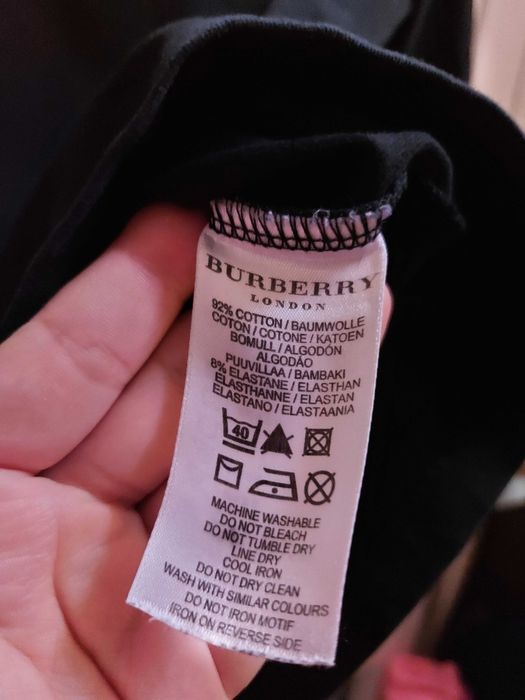 BURBERRY
LONDON
92% COTTON / BAUMWOLLE
COTON / COTONE / KATOEN
BOMULL / ALGODÓN
ALGODÃO
PUUVILLAA / BAMBAKI
8% ELASTANE / ELASTHAN
ELASTHANNE / ELASTAN
ELASTANO / ELASTAANIA
40
MACHINE WASHABLE
DO NOT BLEACH
DO NOT TUMBLE DRY
LINE DRY
COOL IRON
DO NOT DRY CLEAN
WASH WITH SIMILAR COLOURS
DO NOT IRON MOTIF
IRON ON REVERSE SIDE